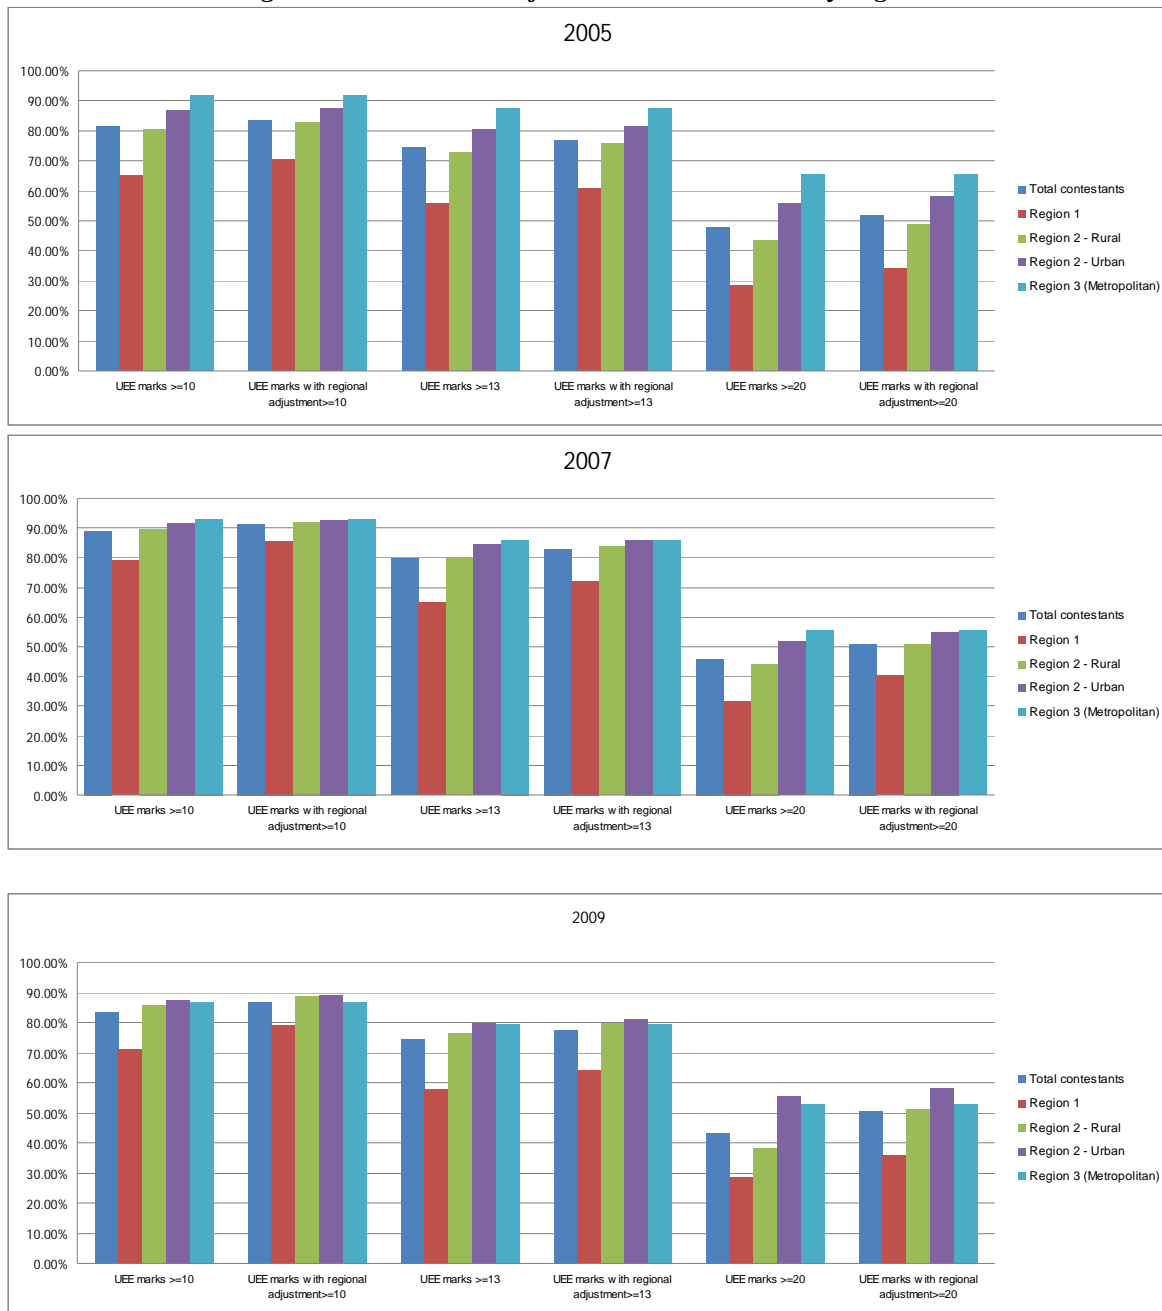 2005
100.00%
90.00%
80.00%
70.00%
60.00%
50.00%
40.00%
30.00%
20.00%
10.00%
0.00%
UEE marks >=10
UEE marks with regional
adjustment>=10
UEE marks >=13
UEE marks with regional
adjustment>=13
UEE marks >=20
UEE marks with regional
adjustment>=20
Total contestants
Region 1
Region 2 - Rural
Region 2 - Urban
Region 3 (Metropolitan)
2007
100.00%
90.00%
80.00%
70.00%
60.00%
50.00%
40.00%
30.00%
20.00%
10.00%
0.00%
UEE marks >=10
UEE marks with regional
adjustment>=10
UEE marks >=13
UEE marks with regional
adjustment>=13
UEE marks >=20
UEE marks with regional
adjustment>=20
Total contestants
Region 1
Region 2 - Rural
Region 2 - Urban
Region 3 (Metropolitan)
2009
100.00%
90.00%
80.00%
70.00%
60.00%
50.00%
40.00%
30.00%
20.00%
10.00%
0.00%
UEE marks >=10
UEE marks with regional
adjustment>=10
UEE marks >=13
UEE marks with regional
adjustment>=13
UEE marks >=20
UEE marks with regional
adjustment>=20
Total contestants
Region 1
Region 2 - Rural
Region 2 - Urban
Region 3 (Metropolitan)